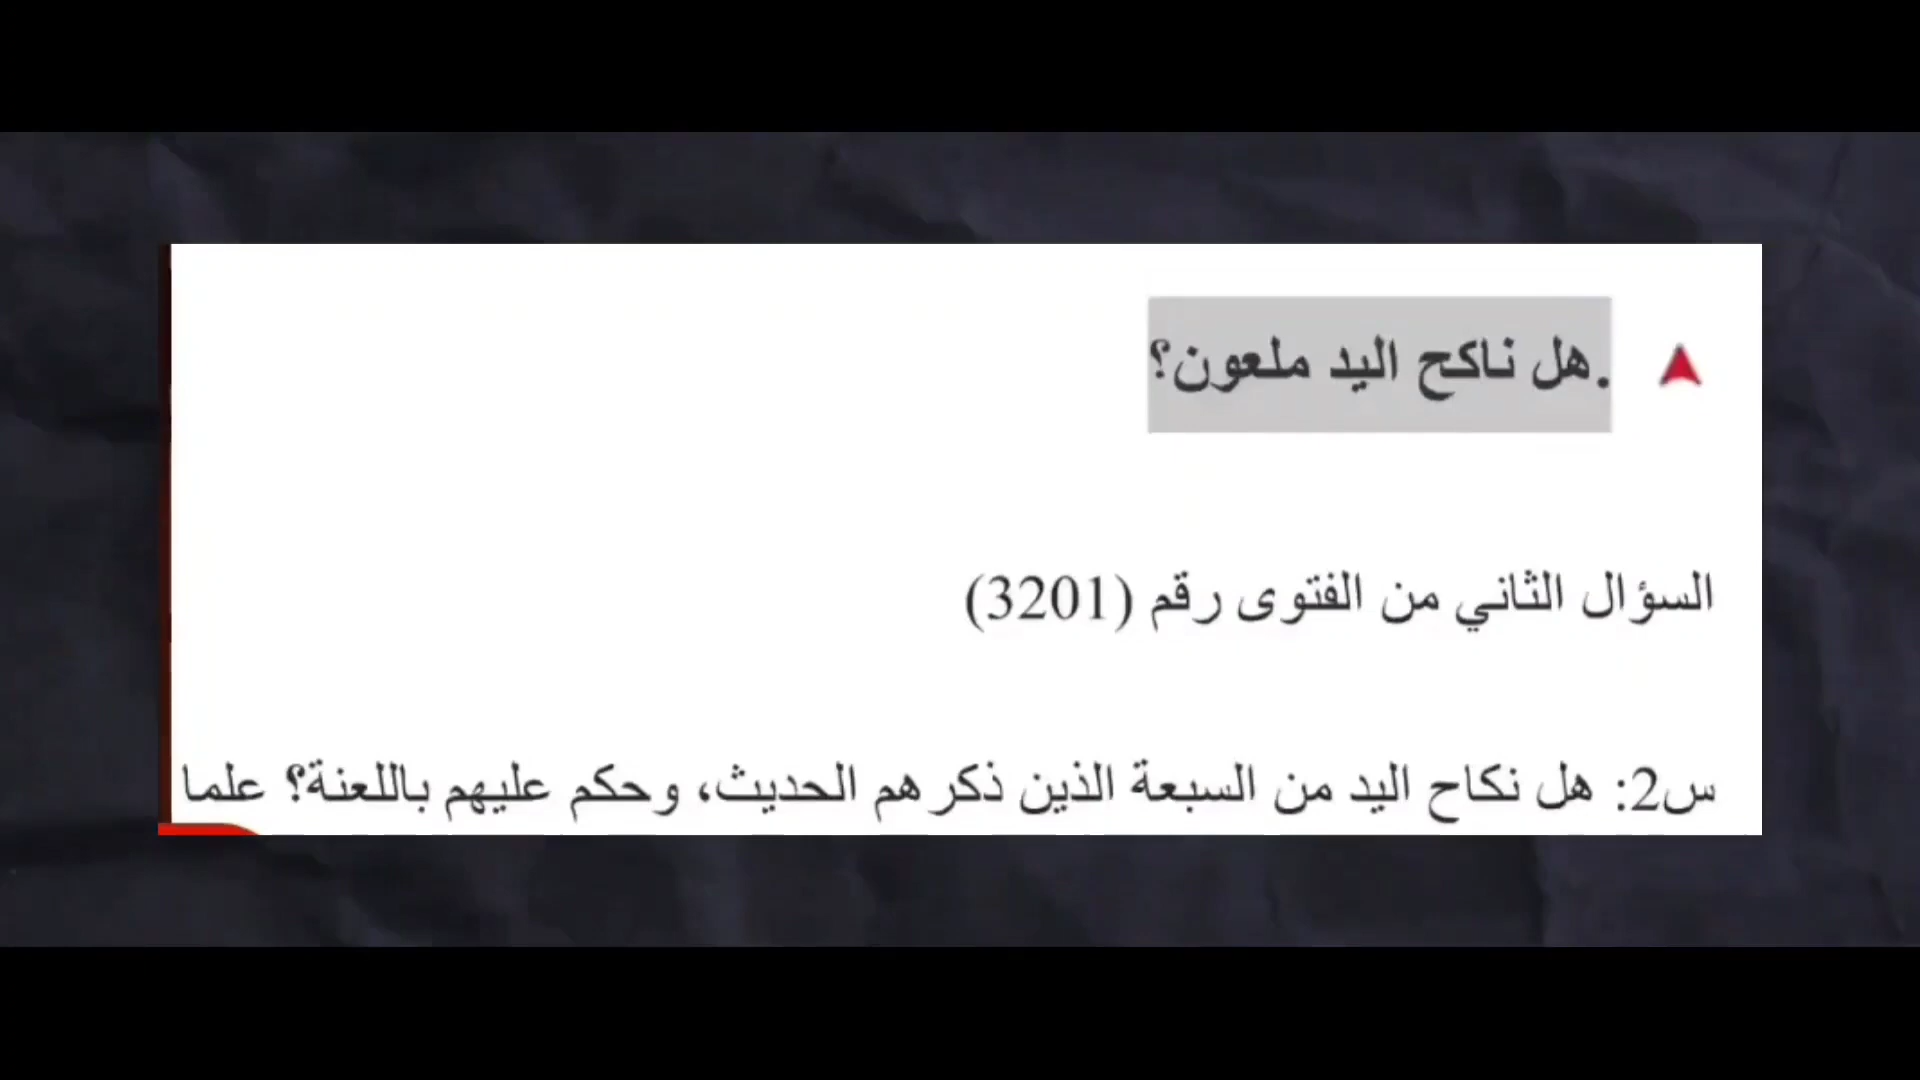 .هل ناكح اليد ملعون؟
السؤال الثاني من الفتوى رقم (3201)
س2: هل نكاح اليد من السبعة الذين ذكرهم الحديث، وحكم عليهم باللعنة؟ علما